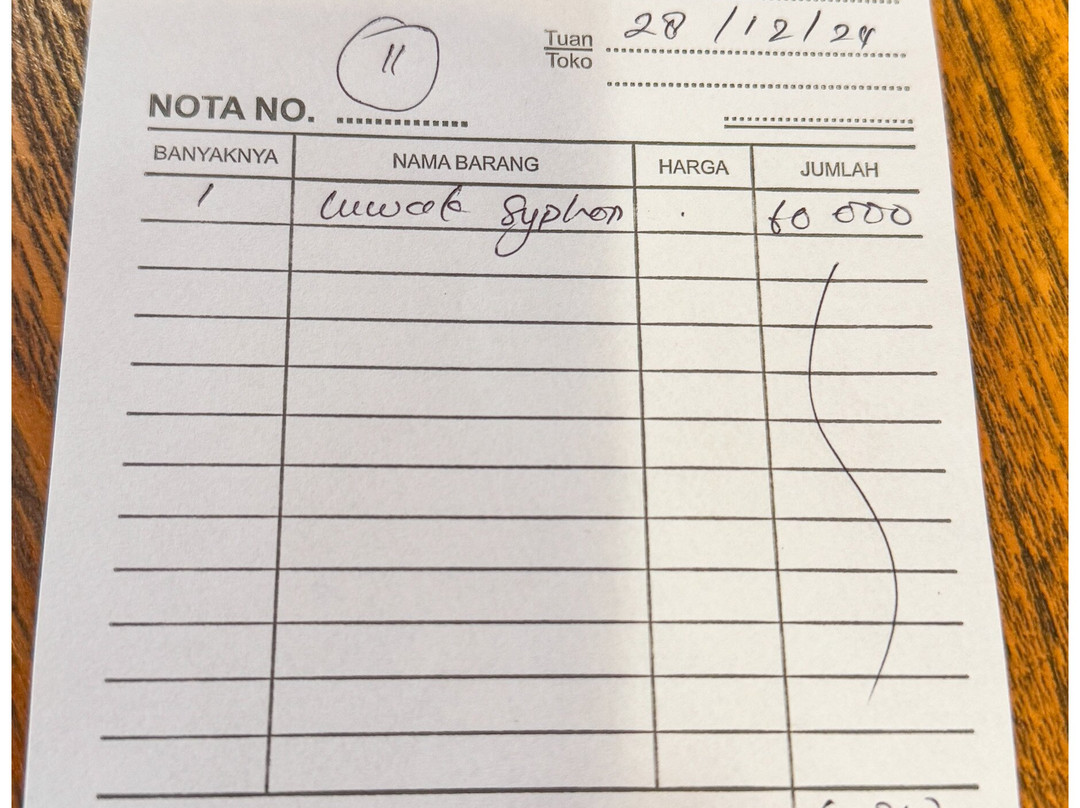 28/12/24
Tuan
Toko
11
NOTA NO.
BANYAKNYA NAMA BARANG HARGA JUMLAH
1 Luwak Syphon 60 000